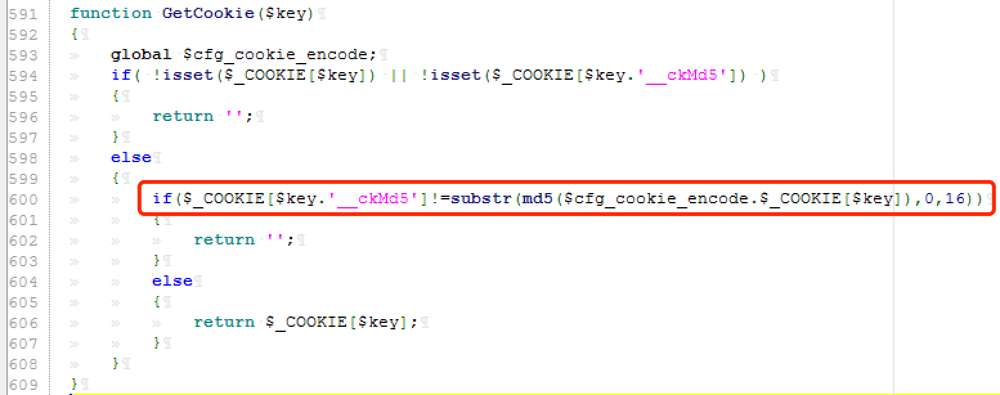 591 function GetCookie($key)¶
592 {¶
593 » global $cfg_cookie_encode;¶
594 » if( !isset($_COOKIE[$key]) || !isset($_COOKIE[$key.'__ckMd5']) )¶
595 » {¶
596 » » return '';¶
597 » }¶
598 » else¶
599 » {¶
600 » » if($_COOKIE[$key.'__ckMd5']!=substr(md5($cfg_cookie_encode.$_COOKIE[$key]),0,16))¶
601 » » {¶
602 » » » return '';¶
603 » » }¶
604 » » else¶
605 » » {¶
606 » » » return $_COOKIE[$key];¶
607 » » }¶
608 » }¶
609 }¶